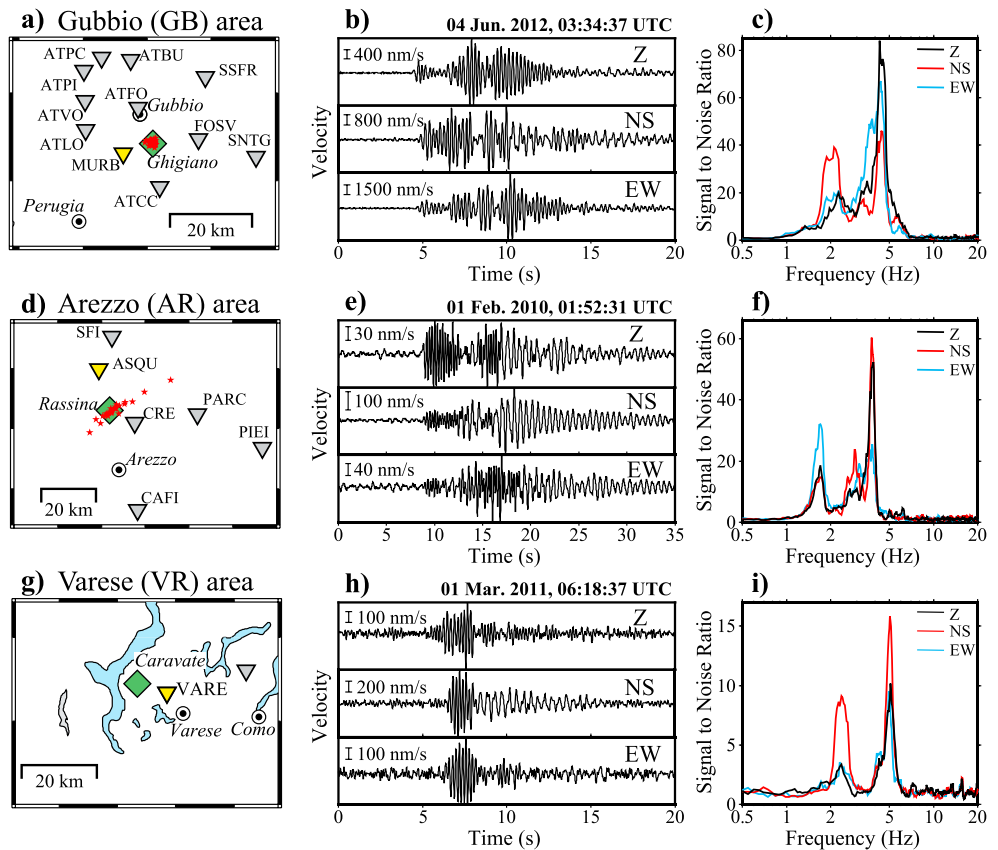 a) Gubbio (GB) area
ATPC
ATBU
ATPI
SSFR
ATVO
ATFO
Gubbio
ATLO
FOSV
SNTG
MURB
Ghigiano
ATCC
Perugia
20 km
b) 04 Jun. 2012, 03:34:37 UTC
400 nm/s
Z
800 nm/s
NS
1500 nm/s
EW
Velocity
0 5 10 15 20
Time (s)
c)
Z
NS
EW
80
60
40
20
0
Signal to Noise Ratio
0.5 1 2 5 10 20
Frequency (Hz)
d) Arezzo (AR) area
SFI
ASQU
Rassina
CRE
PARC
PIEI
Arezzo
20 km
CAFI
e) 01 Feb. 2010, 01:52:31 UTC
30 nm/s
Z
100 nm/s
NS
40 nm/s
EW
Velocity
0 5 10 15 20 25 30 35
Time (s)
f)
Z
NS
EW
60
40
20
0
Signal to Noise Ratio
0.5 1 2 5 10 20
Frequency (Hz)
g) Varese (VR) area
Caravate
VARE
Varese
Como
20 km
h) 01 Mar. 2011, 06:18:37 UTC
100 nm/s
Z
200 nm/s
NS
100 nm/s
EW
Velocity
0 5 10 15 20
Time (s)
i)
Z
NS
EW
15
10
5
0
Signal to Noise Ratio
0.5 1 2 5 10 20
Frequency (Hz)